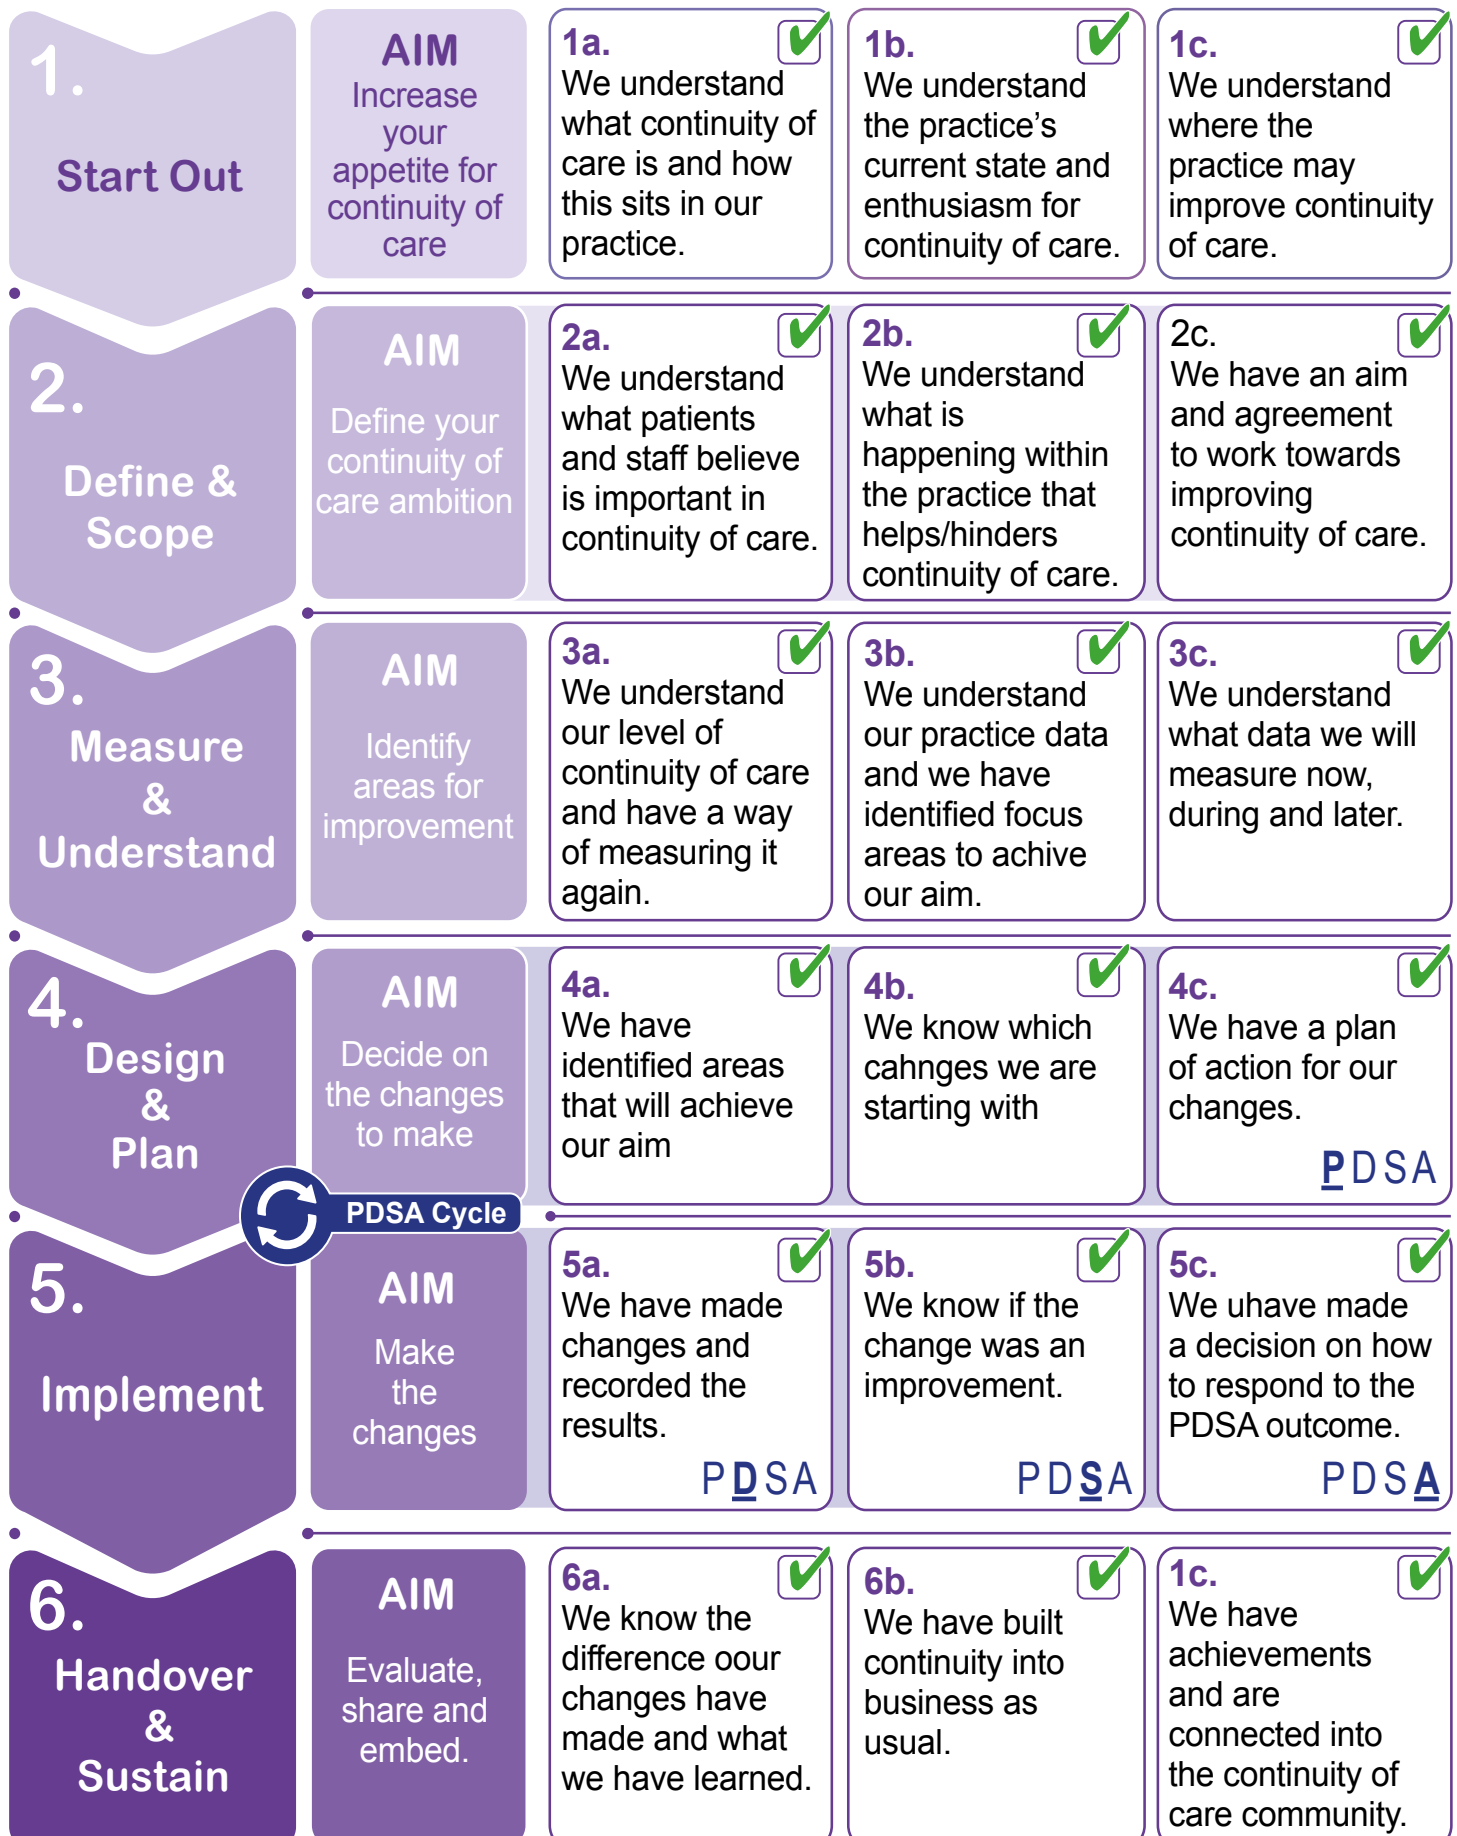 1.
Start Out
AIM
Increase
your
appetite for
continuity of
care
1a.
We understand
what continuity of
care is and how
this sits in our
practice.
1b.
We understand
the practice's
current state and
enthusiasm for
continuity of care.
1c.
We understand
where the
practice may
improve continuity
of care.
2.
Define &
Scope
AIM
Define your
continuity of
care ambition
2a.
We understand
what patients
and staff believe
is important in
continuity of care.
2b.
We understand
what is
happening within
the practice that
helps/hinders
continuity of care.
2c.
We have an aim
and agreement
to work towards
improving
continuity of care.
3.
Measure
&
Understand
AIM
Identify
areas for
improvement
3a.
We understand
our level of
continuity of care
and have a way
of measuring it
again.
3b.
We understand
our practice data
and we have
identified focus
areas to achive
our aim.
3c.
We understand
what data we will
measure now,
during and later.
4.
Design
&
Plan
AIM
Decide on
the changes
to make
4a.
We have
identified areas
that will achieve
our aim
4b.
We know which
cahnges we are
starting with
4c.
We have a plan
of action for our
changes.
PDSA
PDSA Cycle
5.
Implement
AIM
Make
the
changes
5a.
We have made
changes and
recorded the
results.
PDSA
5b.
We know if the
change was an
improvement.
PDSA
5c.
We uhave made
a decision on how
to respond to the
PDSA outcome.
PDSA
6.
Handover
&
Sustain
AIM
Evaluate,
share and
embed.
6a.
We know the
difference oour
changes have
made and what
we have learned.
6b.
We have built
continuity into
business as
usual.
1c.
We have
achievements
and are
connected into
the continuity of
care community.